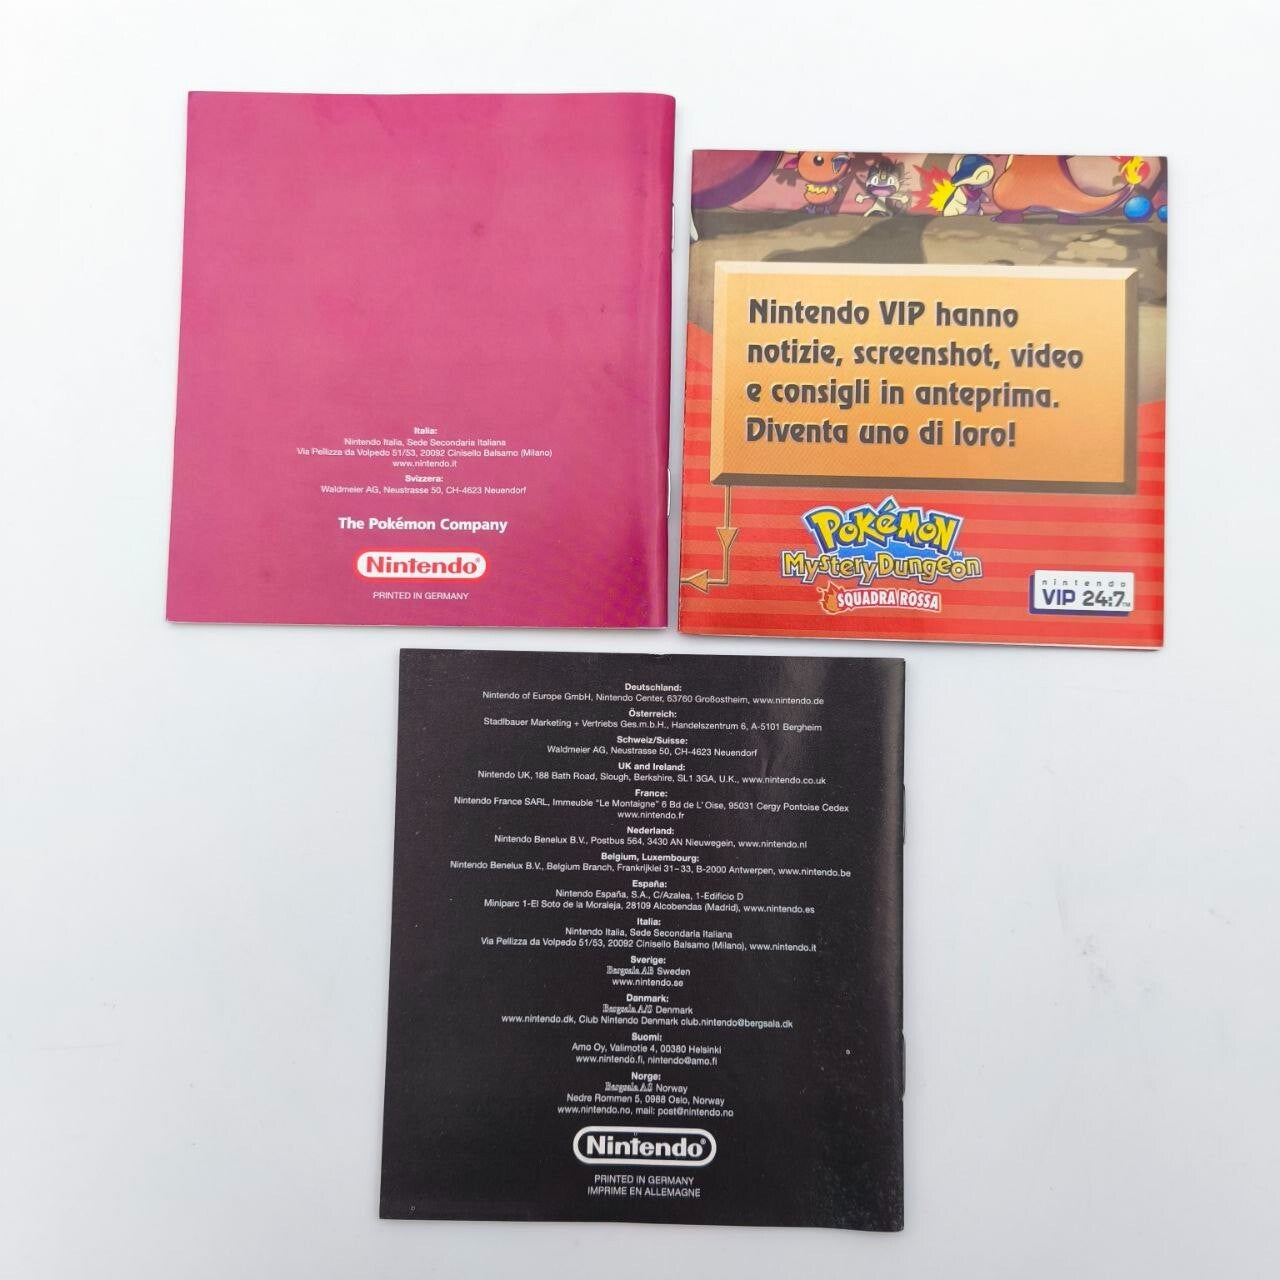 Italia:
Nintendo Italia, Sede Secondaria Italiana
Via Pellizza da Volpedo 51/53, 20092 Cinisello Balsamo (Milano)
www.nintendo.it
Svizzera:
Waldmeier AG, Neustrasse 50, CH-4623 Neuendorf
The Pokémon Company
Nintendo®
PRINTED IN GERMANY
Nintendo VIP hanno
notizie, screenshot, video
e consigli in anteprima.
Diventa uno di loro!
POKéMON
Mystery Dungeon™
SQUADRA ROSSA
nintendo
VIP 24:7™
Deutschland:
Nintendo of Europe GmbH, Nintendo Center, 63760 Großostheim, www.nintendo.de
Österreich:
Stadlbauer Marketing + Vertriebs Ges.m.b.H., Handelszentrum 6, A-5101 Bergheim
Schweiz/Suisse:
Waldmeier AG, Neustrasse 50, CH-4623 Neuendorf
UK and Ireland:
Nintendo UK, 188 Bath Road, Slough, Berkshire, SL1 3GA, U.K., www.nintendo.co.uk
France:
Nintendo France SARL, Immeuble "Le Montaigne" 6 Bd de L'Oise, 95031 Cergy Pontoise Cedex
www.nintendo.fr
Nederland:
Nintendo Benelux B.V., Postbus 564, 3430 AN Nieuwegein, www.nintendo.nl
Belgium, Luxembourg:
Nintendo Benelux B.V., Belgium Branch, Frankrijklei 31–33, B-2000 Antwerpen, www.nintendo.be
España:
Nintendo España, S.A., C/Azalea, 1-Edificio D
Miniparc 1-El Soto de la Moraleja, 28109 Alcobendas (Madrid), www.nintendo.es
Italia:
Nintendo Italia, Sede Secondaria Italiana
Via Pellizza da Volpedo 51/53, 20092 Cinisello Balsamo (Milano), www.nintendo.it
Sverige:
Bergsala AB Sweden
www.nintendo.se
Danmark:
Bergsala A/S Denmark
www.nintendo.dk, Club Nintendo Denmark club.nintendo@bergsala.dk
Suomi:
Amo Oy, Valimotie 4, 00380 Helsinki
www.nintendo.fi, nintendo@amo.fi
Norge:
Bergsala AS Norway
Nedre Rommen 5, 0988 Oslo, Norway
www.nintendo.no, mail: post@nintendo.no
Nintendo®
PRINTED IN GERMANY
IMPRIME EN ALLEMAGNE